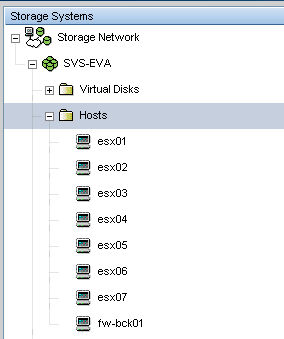 Storage Systems
Storage Network
SVS-EVA
Virtual Disks
Hosts
esx01
esx02
esx03
esx04
esx05
esx06
esx07
fw-bck01